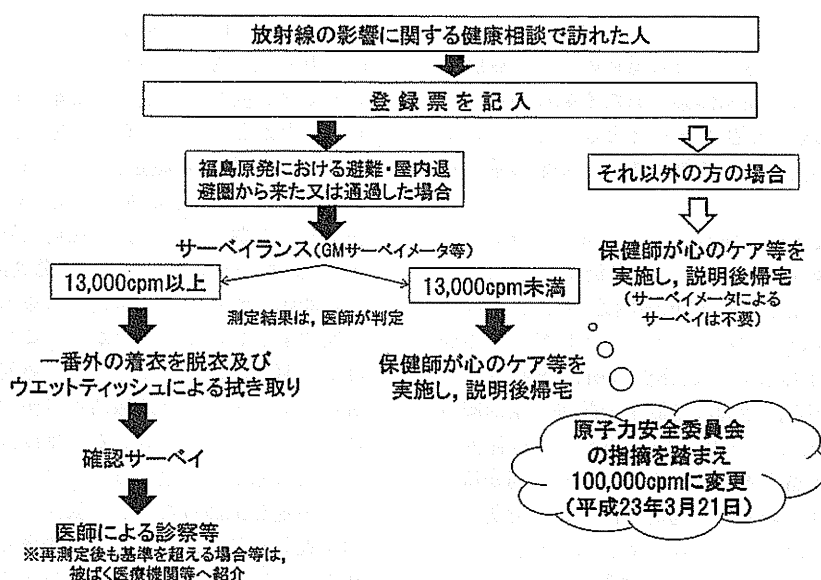 放射線の影響に関する健康相談で訪れた人
登録票を記入
福島原発における避難・屋内退
避圏から来た又は通過した場合
それ以外の方の場合
サーベイランス(GMサーベイメータ等)
13,000cpm以上
13,000cpm未満
測定結果は,医師が判定
保健師が心のケア等を
実施し,説明後帰宅
(サーベイメータによる
サーベイは不要)
一番外の着衣を脱衣及び
ウエットティッシュによる拭き取り
保健師が心のケア等を
実施し,説明後帰宅
確認サーベイ
原子力安全委員会
の指摘を踏まえ
100,000cpmに変更
(平成23年3月21日)
医師による診察等
※再測定後も基準を超える場合等は,
被ばく医療機関等へ紹介